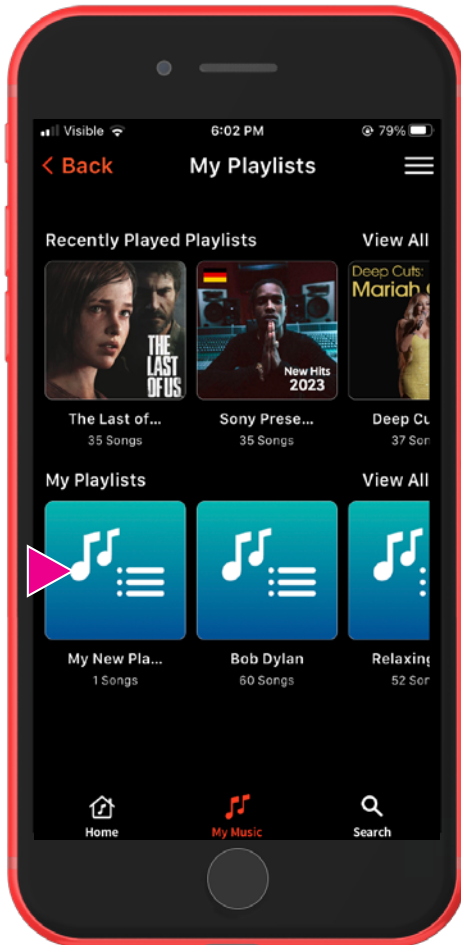 Visible 6:02 PM 79%
Back My Playlists
Recently Played Playlists View All
Deep Cuts:
Mariah
THE
LAST
OF US
New Hits
2023
The Last of... Sony Prese... Deep Cu
35 Songs 35 Songs 37 Son
My Playlists View All
My New Pla... Bob Dylan Relaxing
1 Songs 60 Songs 52 Son
Home My Music Search